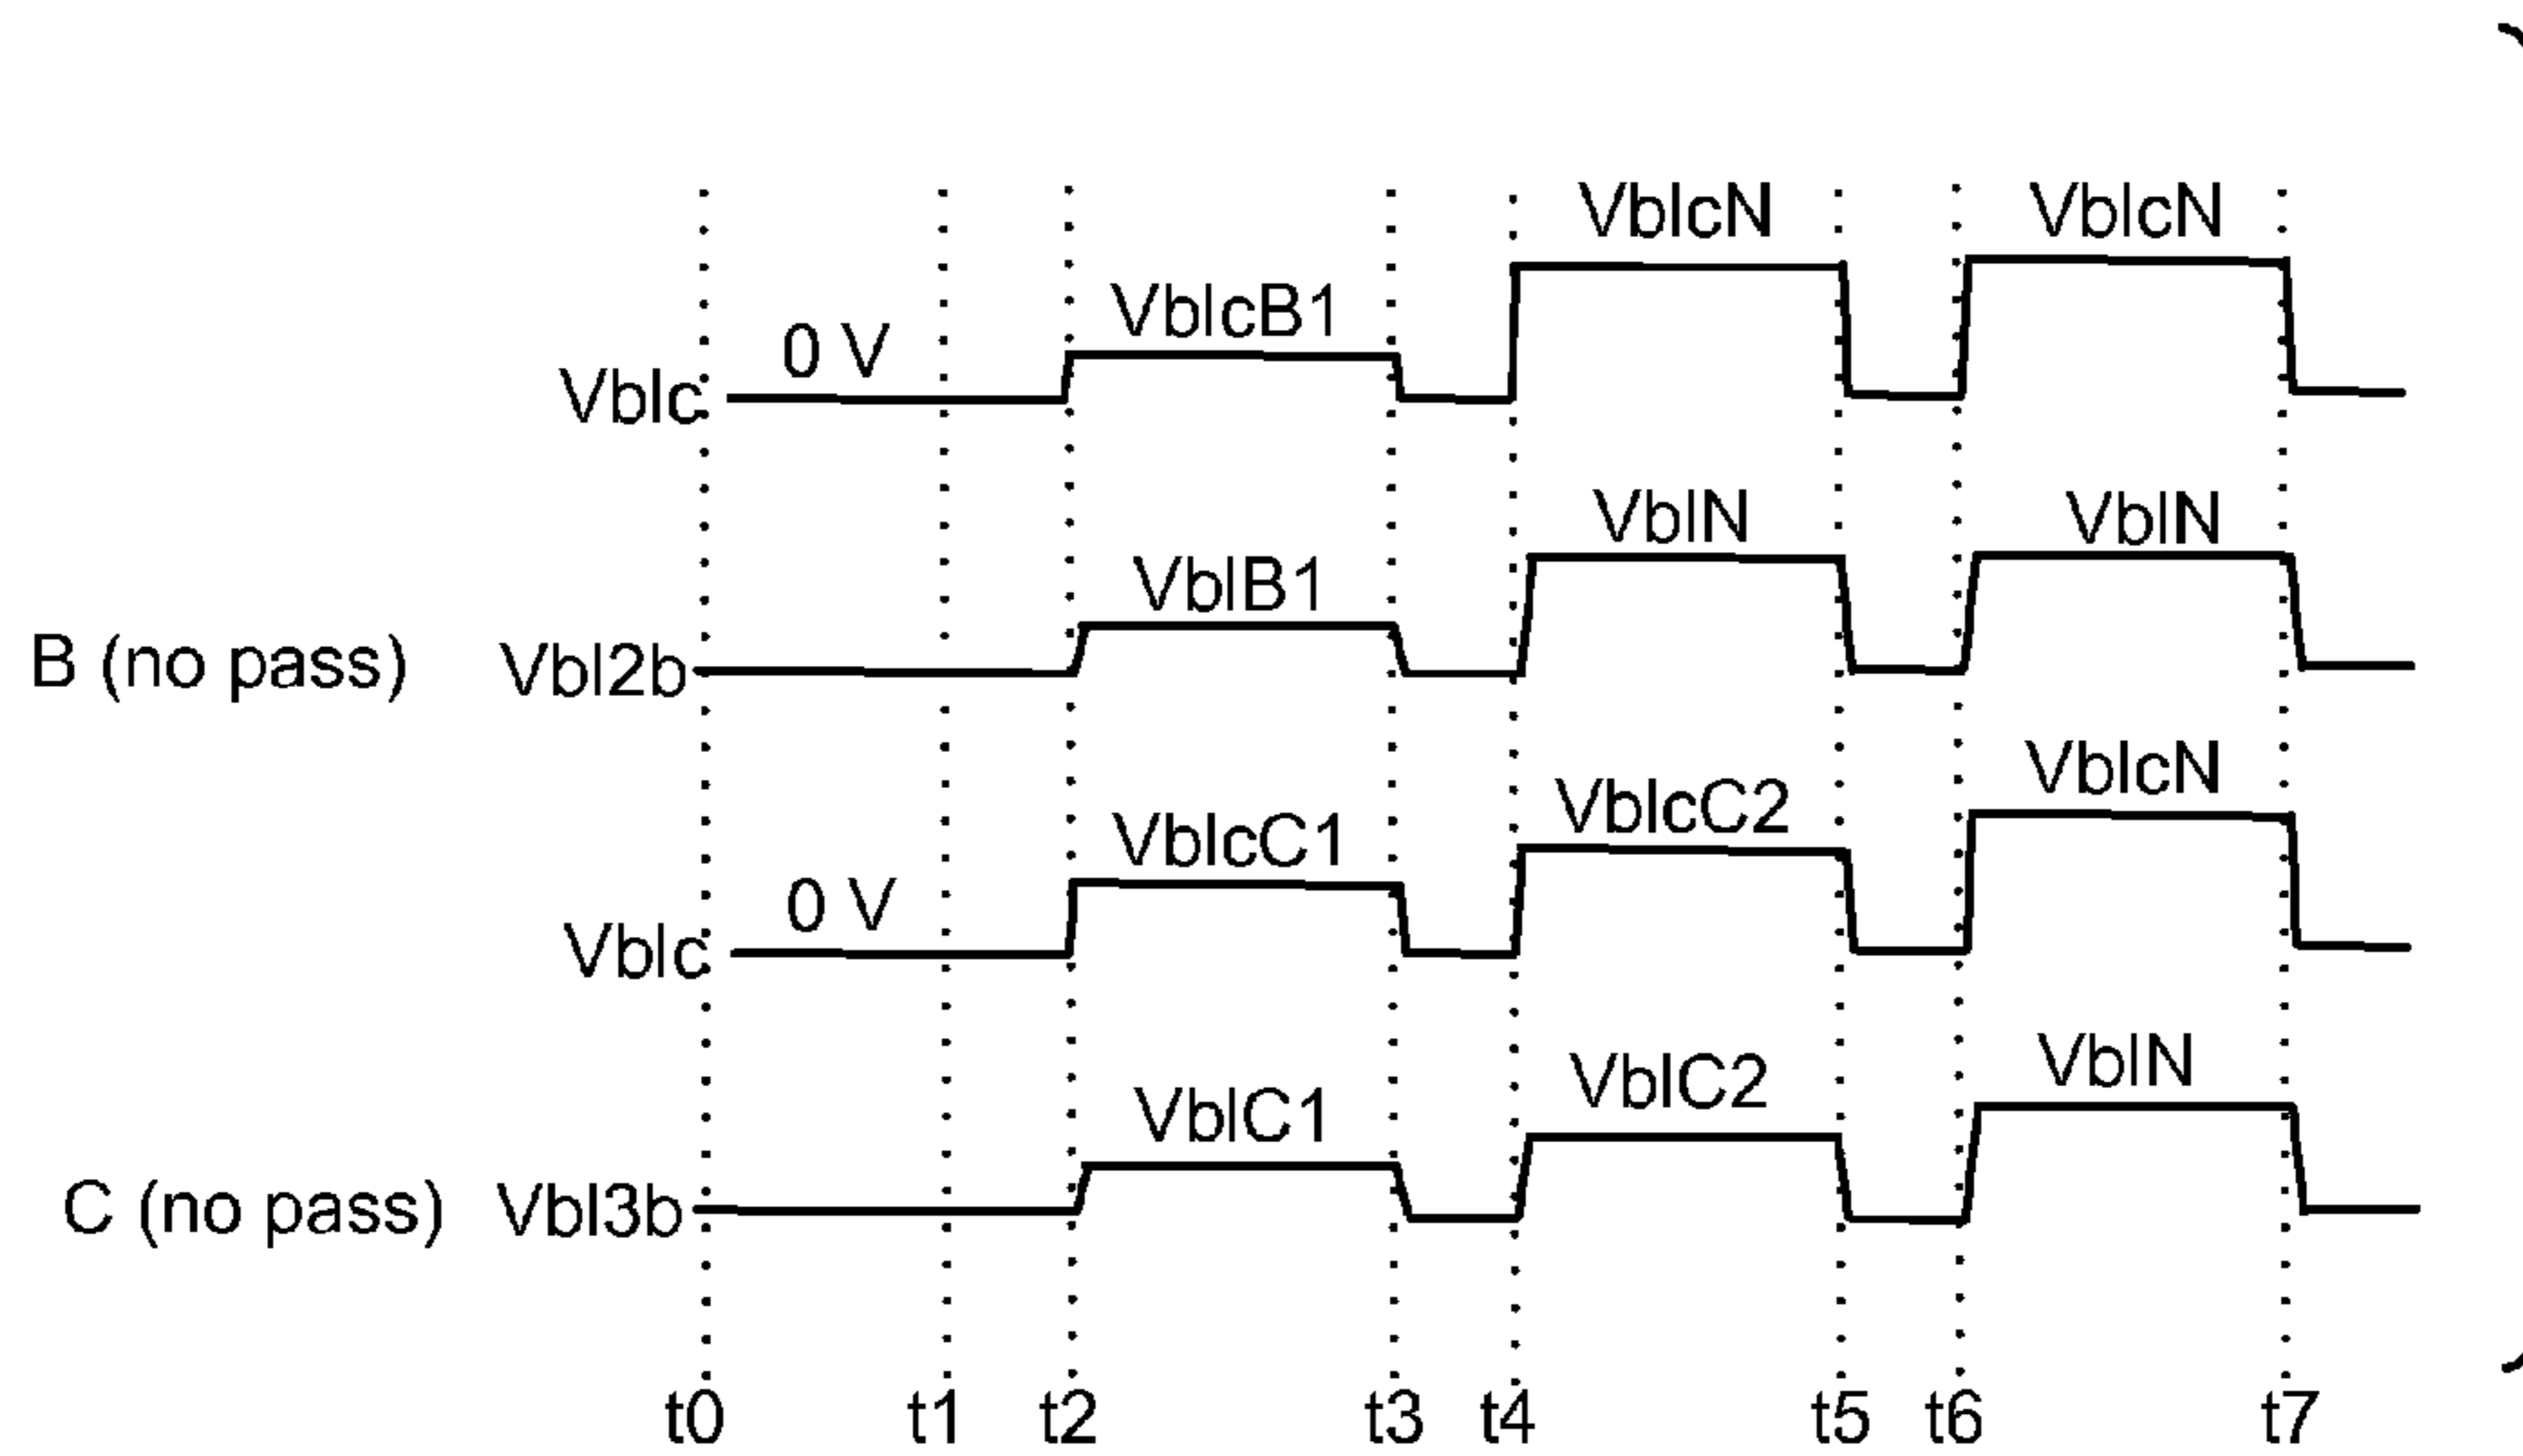 VblcN VblcN
VblcB1
0 V
Vblc
VblN VblN
VblB1
B (no pass) Vbl2b
VblcN
VblcC2
VblcC1
0 V
Vblc
VblN
VblC2
VblC1
C (no pass) Vbl3b
t0 t1 t2 t3 t4 t5 t6 t7